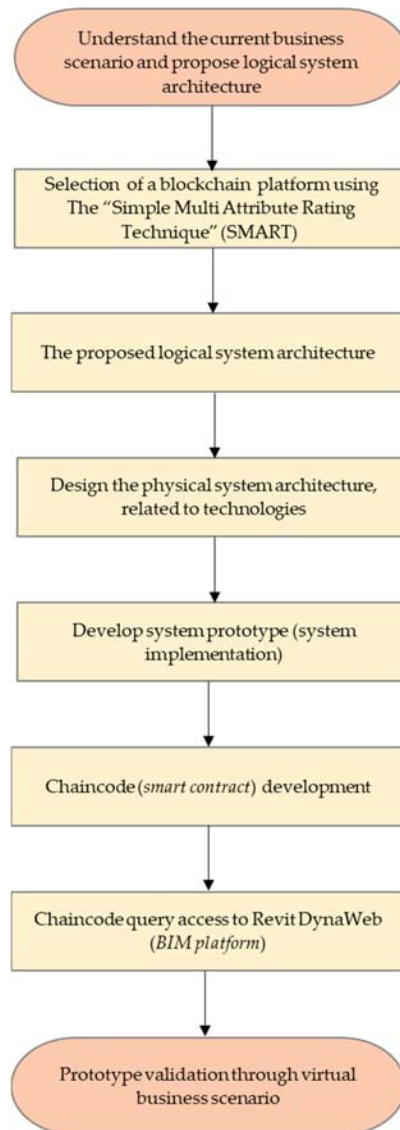 Understand the current business
scenario and propose logical system
architecture
Selection of a blockchain platform using
The “Simple Multi Attribute Rating
Technique” (SMART)
The proposed logical system architecture
Design the physical system architecture,
related to technologies
Develop system prototype (system
implementation)
Chaincode (smart contract) development
Chaincode query access to Revit DynaWeb
(BIM platform)
Prototype validation through virtual
business scenario